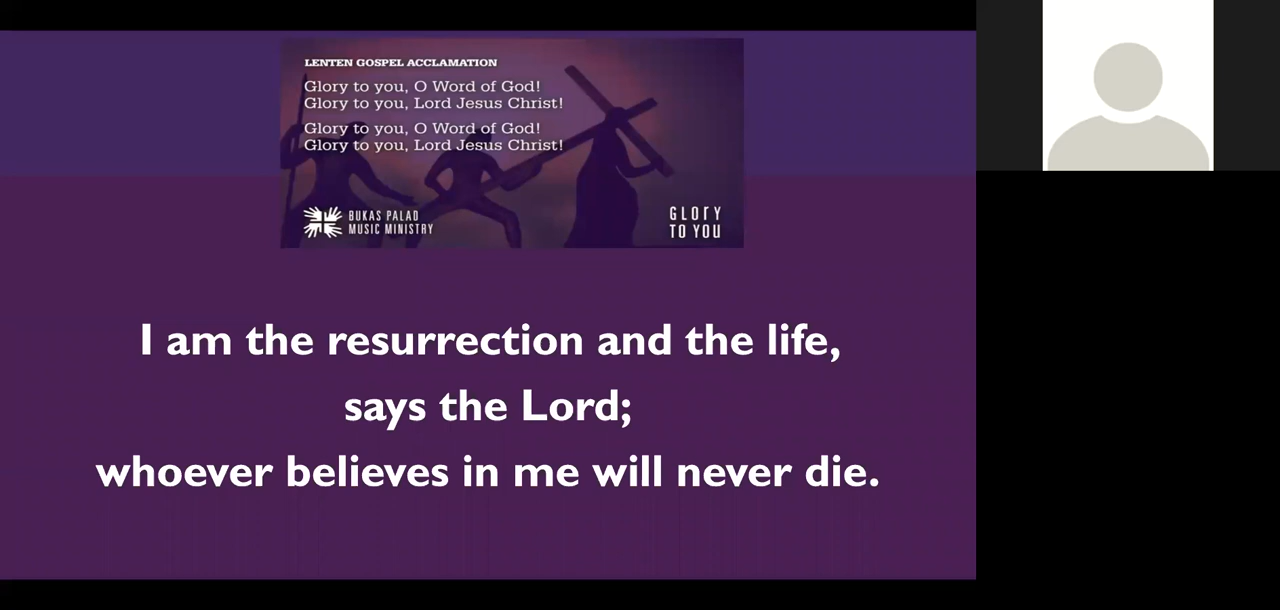 LENTEN GOSPEL ACCLAMATION
Glory to you, O Word of God!
Glory to you, Lord Jesus Christ!
Glory to you, O Word of God!
Glory to you, Lord Jesus Christ!
BUKAS PALAD
MUSIC MINISTRY
GLORY
TO YOU
I am the resurrection and the life,
says the Lord;
whoever believes in me will never die.